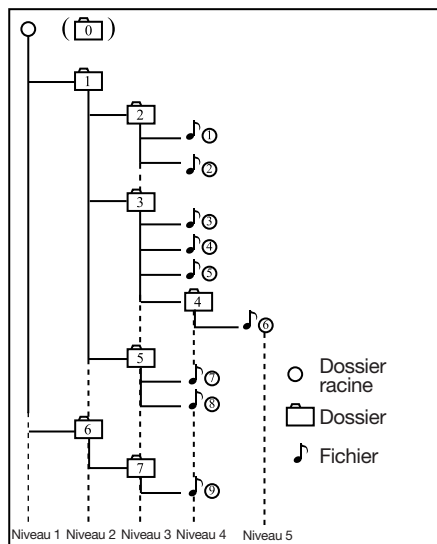 ( 0 )
1
2
①
②
3
③
④
⑤
4
⑥
5
⑦
⑧
6
7
⑨
Dossier
racine
Dossier
Fichier
Niveau 1 Niveau 2 Niveau 3 Niveau 4 Niveau 5